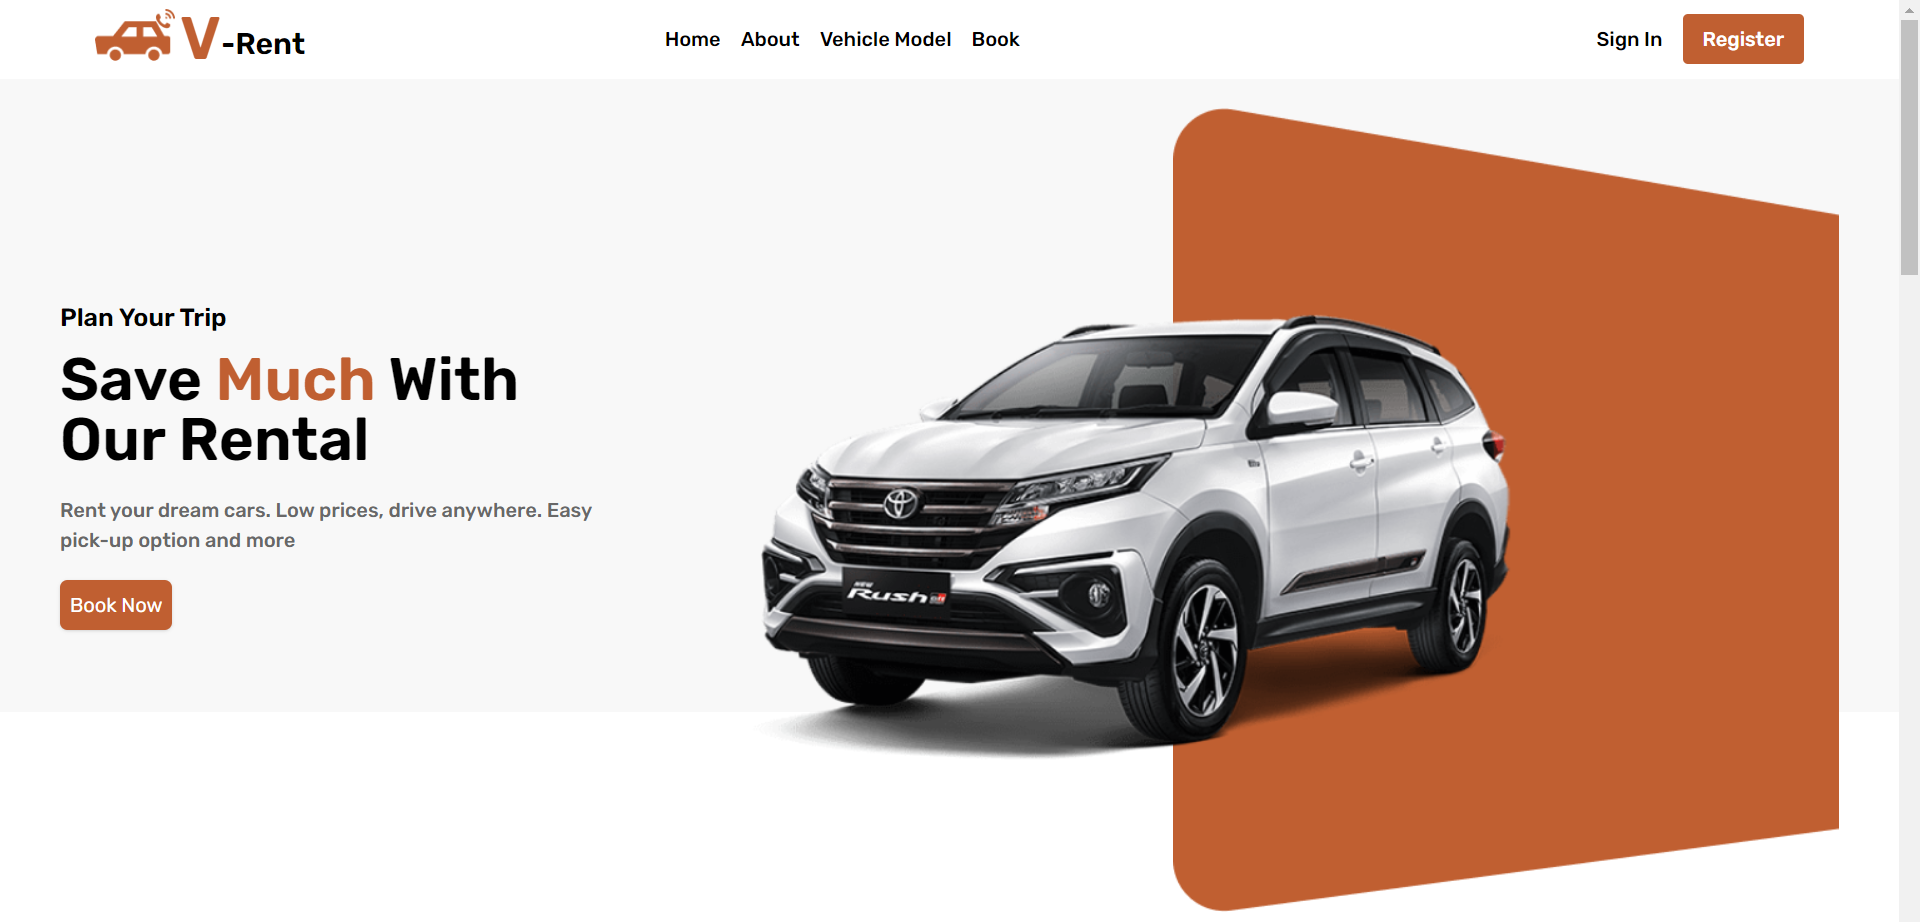 V-Rent
Home About Vehicle Model Book
Sign In Register
Plan Your Trip
Save Much With
Our Rental
Rent your dream cars. Low prices, drive anywhere. Easy
pick-up option and more
Book Now
NEW
Rush